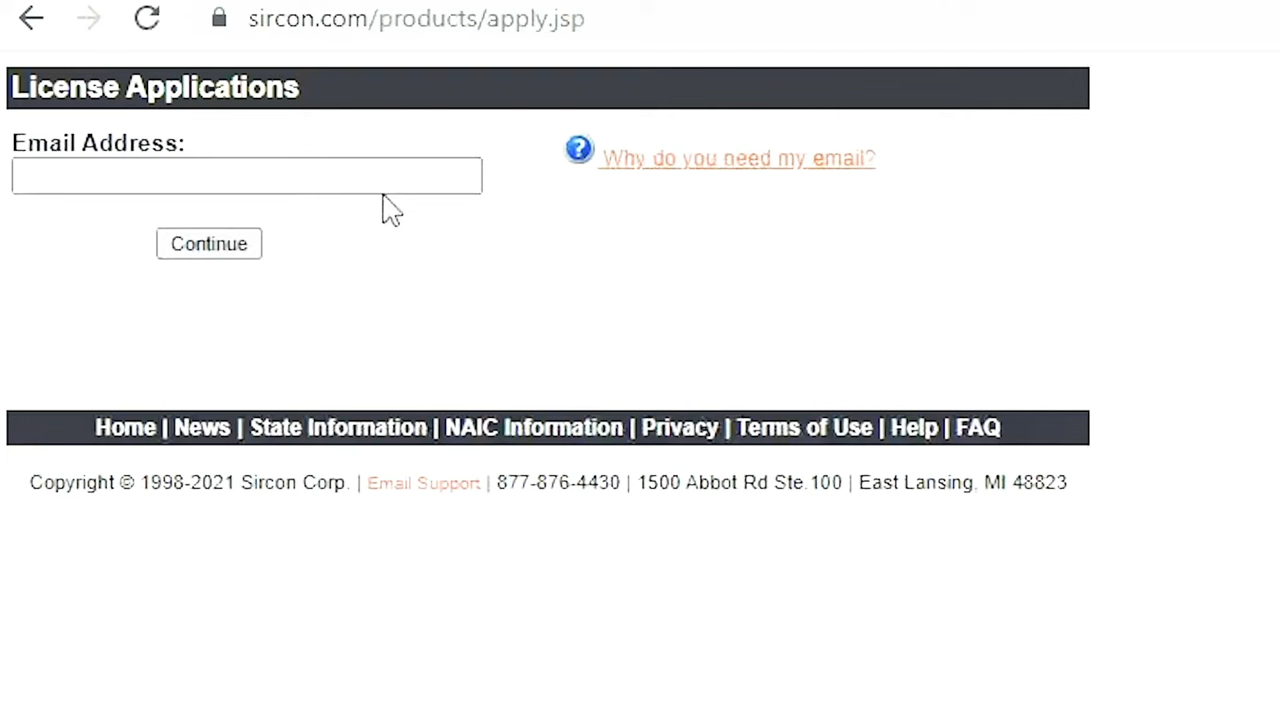 sircon.com/products/apply.jsp
License Applications
Email Address:
? Why do you need my email?
Continue
Home | News | State Information | NAIC Information | Privacy | Terms of Use | Help | FAQ
Copyright © 1998-2021 Sircon Corp. | Email Support | 877-876-4430 | 1500 Abbot Rd Ste.100 | East Lansing, MI 48823